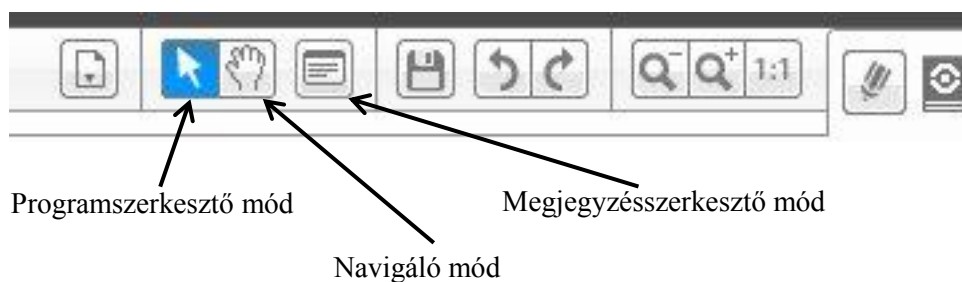 1:1
Programszerkesztő mód
Megjegyzésszerkesztő mód
Navigáló mód